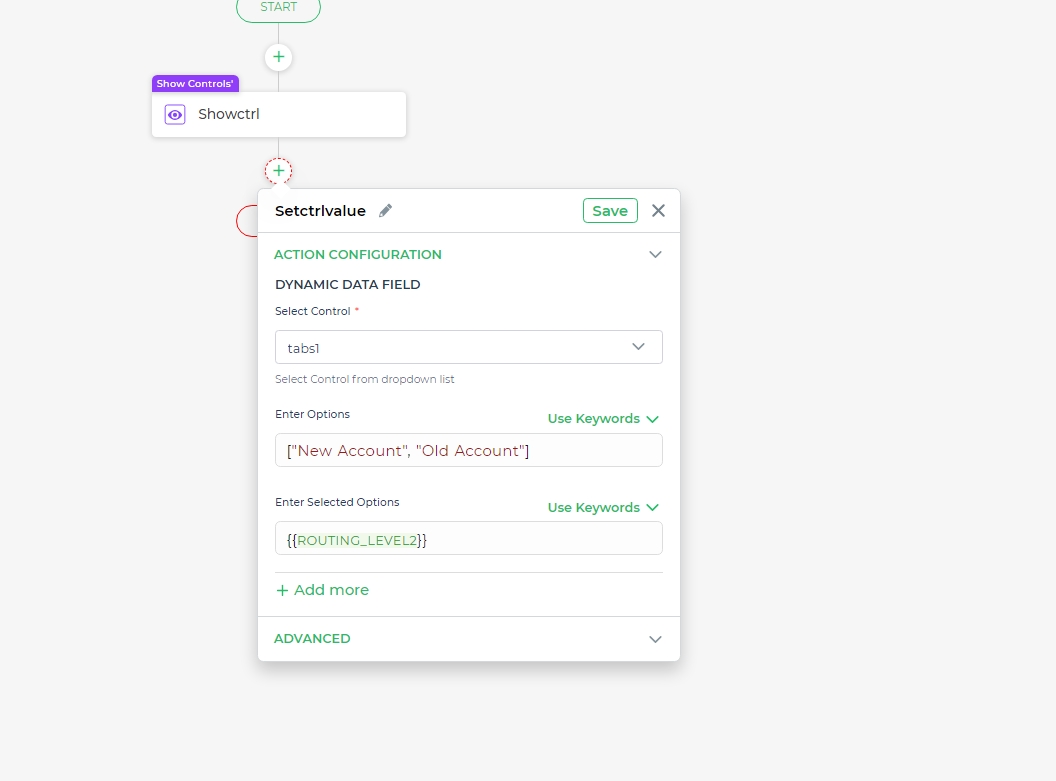 START
Show Controls'
Showctrl
Setctrlvalue
Save
ACTION CONFIGURATION
DYNAMIC DATA FIELD
Select Control *
tabs1
Select Control from dropdown list
Enter Options
Use Keywords
["New Account", "Old Account"]
Enter Selected Options
Use Keywords
{{ROUTING_LEVEL2}}
+ Add more
ADVANCED